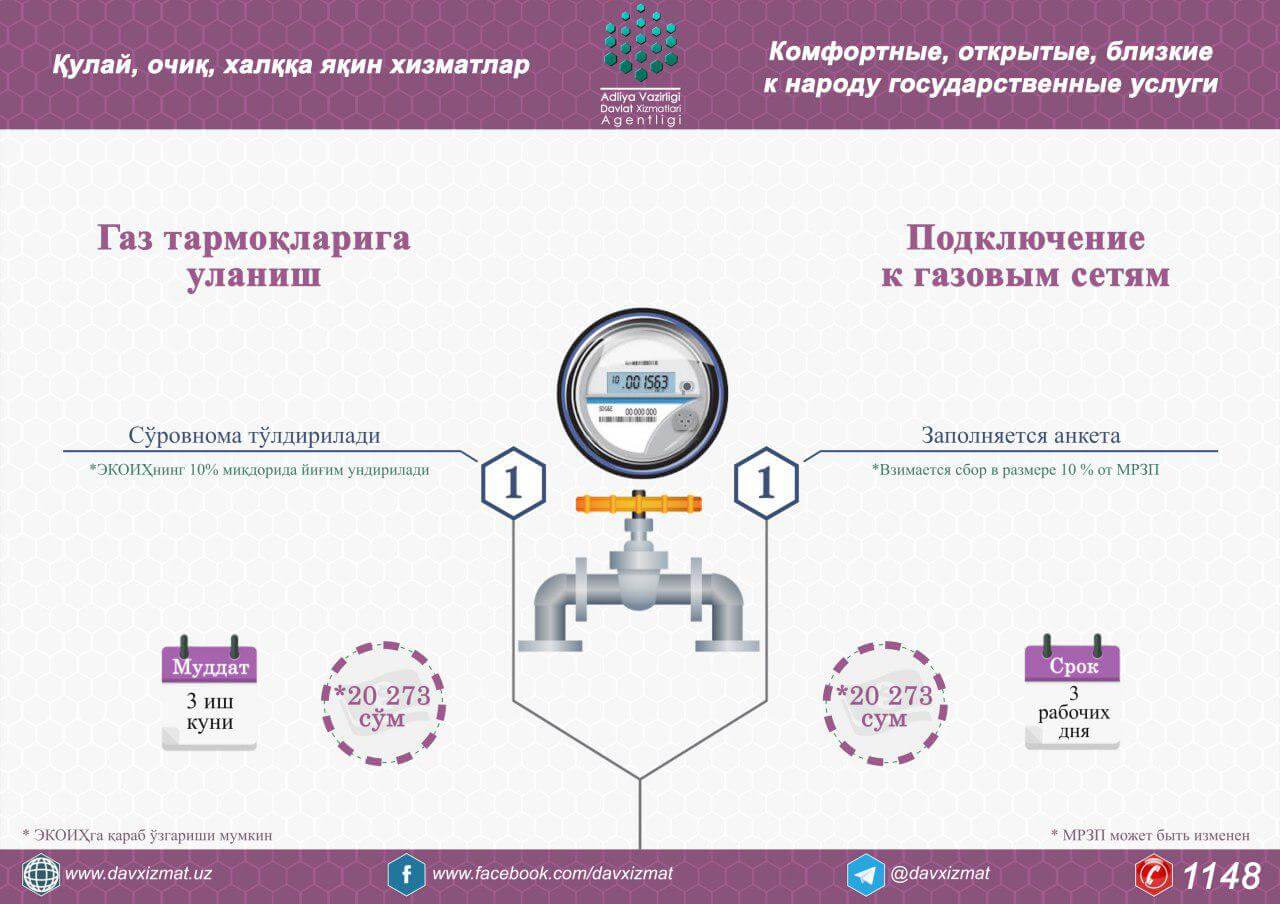 Қулай, очиқ, халққа яқин хизматлар
Adliya Vazirligi
Davlat Xizmatlari
Agentligi
Комфортные, открытые, близкие
к народу государственные услуги
Газ тармоқларига
уланиш
Подключение
к газовым сетям
10 .001563
00 000 000
Сўровнома тўлдирилади
*ЭКОИҲнинг 10% миқдорида йиғим ундирилади
1
1
Заполняется анкета
*Взимается сбор в размере 10 % от МРЗП
Муддат
3 иш
куни
*20 273
сўм
*20 273
сум
Срок
3
рабочих
дня
* ЭКОИҲга қараб ўзгариши мумкин
* МРЗП может быть изменен
www.davxizmat.uz
www.facebook.com/davxizmat
@davxizmat
1148